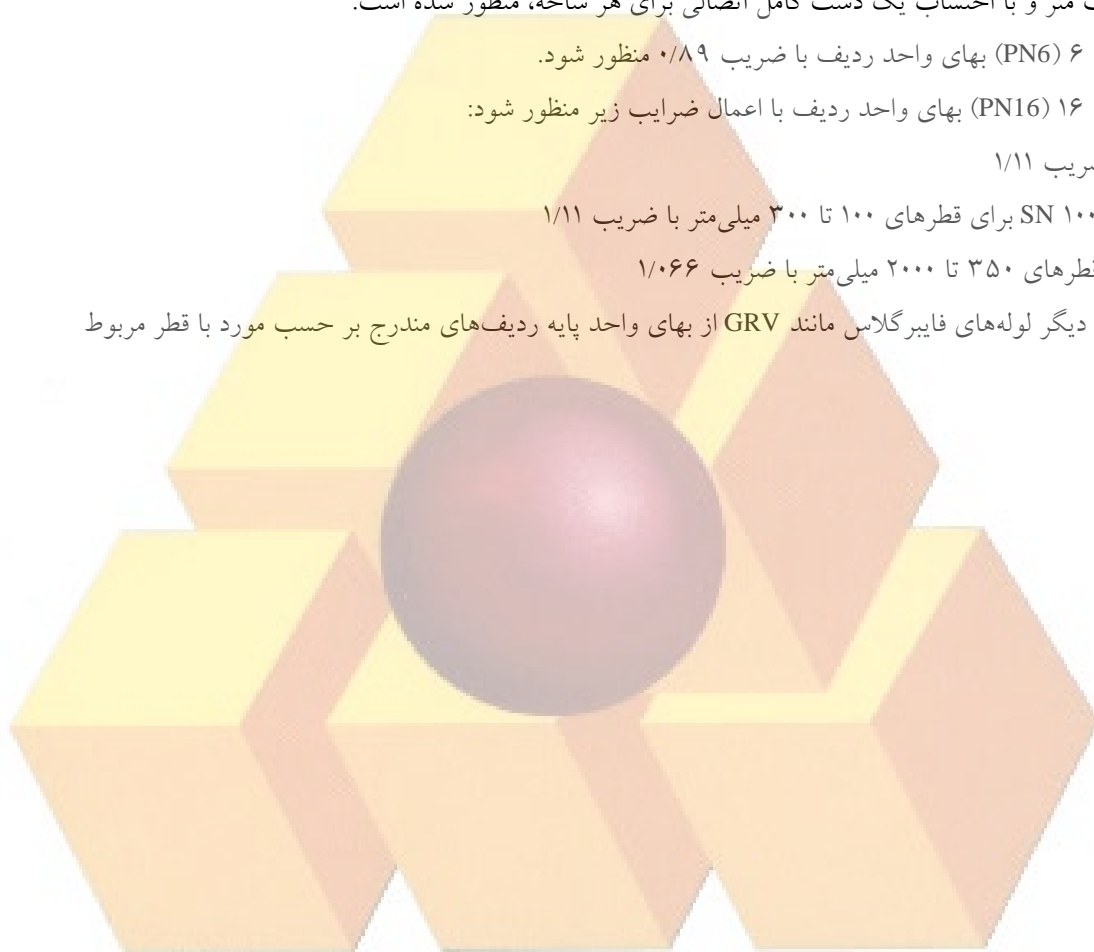 متر و با احتساب یک دست کامل اتصالی برای هر شاخه، منظور شده است.
۶ (PN6) بهای واحد ردیف با ضریب ۰/۸۹ منظور شود.
۱۶ (PN16) بهای واحد ردیف با اعمال ضرایب زیر منظور شود:
ضریب ۱/۱۱
SN ۱۰۰ برای قطرهای ۱۰۰ تا ۳۰۰ میلی‌متر با ضریب ۱/۱۱
قطرهای ۳۵۰ تا ۲۰۰۰ میلی‌متر با ضریب ۱/۰۶۶
دیگر لوله‌های فایبرگلاس مانند GRV از بهای واحد پایه ردیف‌های مندرج بر حسب مورد با قطر مربوط